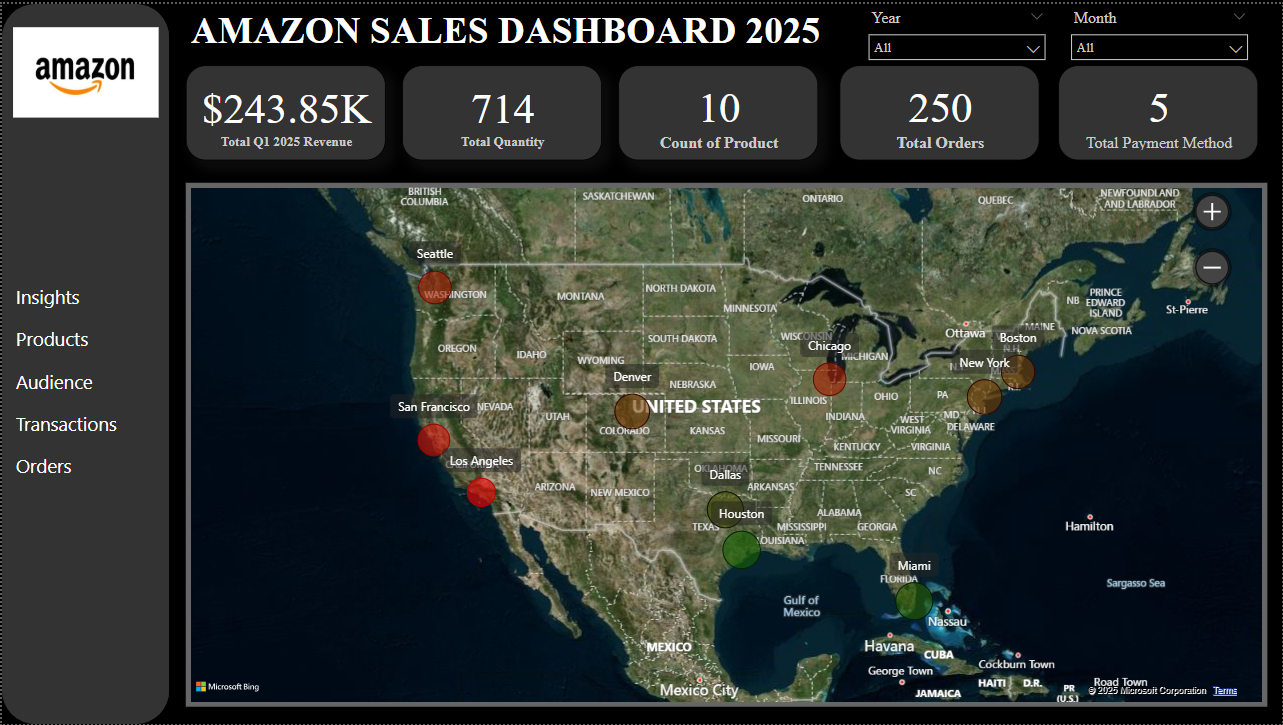 amazon
AMAZON SALES DASHBOARD 2025
Year
All
Month
All
$243.85K
Total Q1 2025 Revenue
714
Total Quantity
10
Count of Product
250
Total Orders
5
Total Payment Method
Insights
Products
Audience
Transactions
Orders
BRITISH
COLUMBIA
SASKATCHEWAN
ONTARIO
QUEBEC
NEWFOUNDLAND
AND LABRADOR
Seattle
WASHINGTON
MONTANA
NORTH DAKOTA
MINNESOTA
NB
PRINCE
EDWARD
ISLAND
St-Pierre
NOVA SCOTIA
Ottawa
MAINE
Boston
OREGON
IDAHO
SOUTH DAKOTA
WISCONSIN
Chicago
MICHIGAN
New York
WYOMING
IOWA
Denver
NEBRASKA
ILLINOIS
OHIO
PA
San Francisco
NEVADA
UTAH
UNITED STATES
INDIANA
MD
DELAWARE
COLORADO
KANSAS
MISSOURI
WEST
VIRGINIA
KENTUCKY
VIRGINIA
Los Angeles
ARIZONA
NEW MEXICO
OKLAHOMA
Dallas
ARKANSAS
TENNESSEE
NC
SC
Houston
TEXAS
LOUISIANA
MISSISSIPPI
ALABAMA
GEORGIA
Hamilton
Miami
FLORIDA
Sargasso Sea
Gulf of
Mexico
Nassau
MEXICO
Havana
CUBA
Cockburn Town
George Town
HAITI
D.R.
Road Town
PR
(U.S.)
JAMAICA
Mexico City
Microsoft Bing
© 2025 Microsoft Corporation
Terms